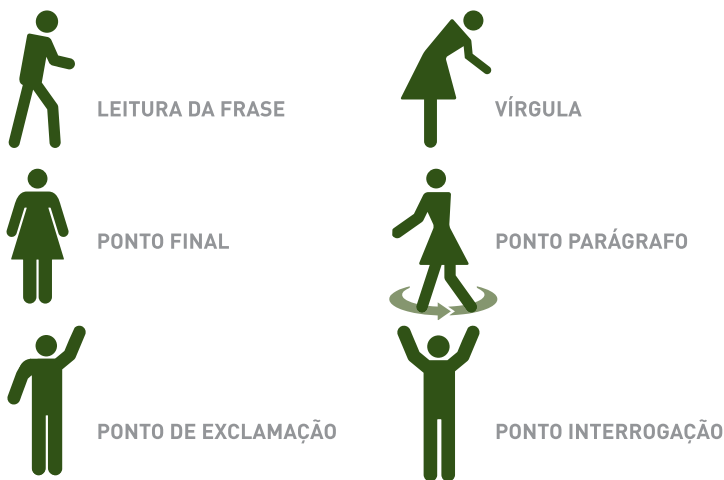 LEITURA DA FRASE
VÍRGULA
PONTO FINAL
PONTO PARÁGRAFO
PONTO DE EXCLAMAÇÃO
PONTO INTERROGAÇÃO